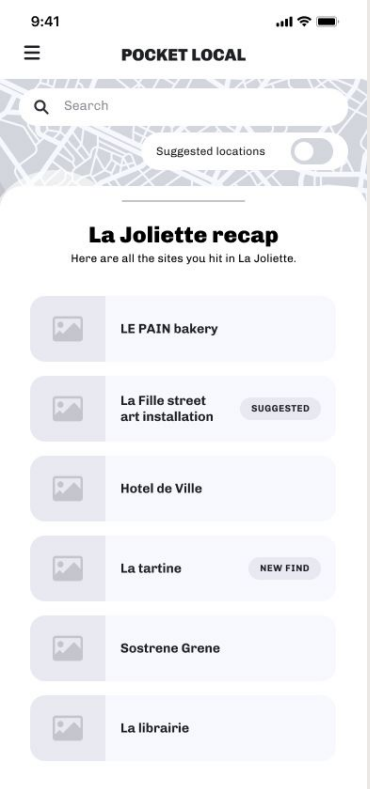 9:41
POCKET LOCAL
Search
Suggested locations
La Joliette recap
Here are all the sites you hit in La Joliette.
LE PAIN bakery
La Fille street
art installation
SUGGESTED
Hotel de Ville
La tartine
NEW FIND
Sostrene Grene
La librairie